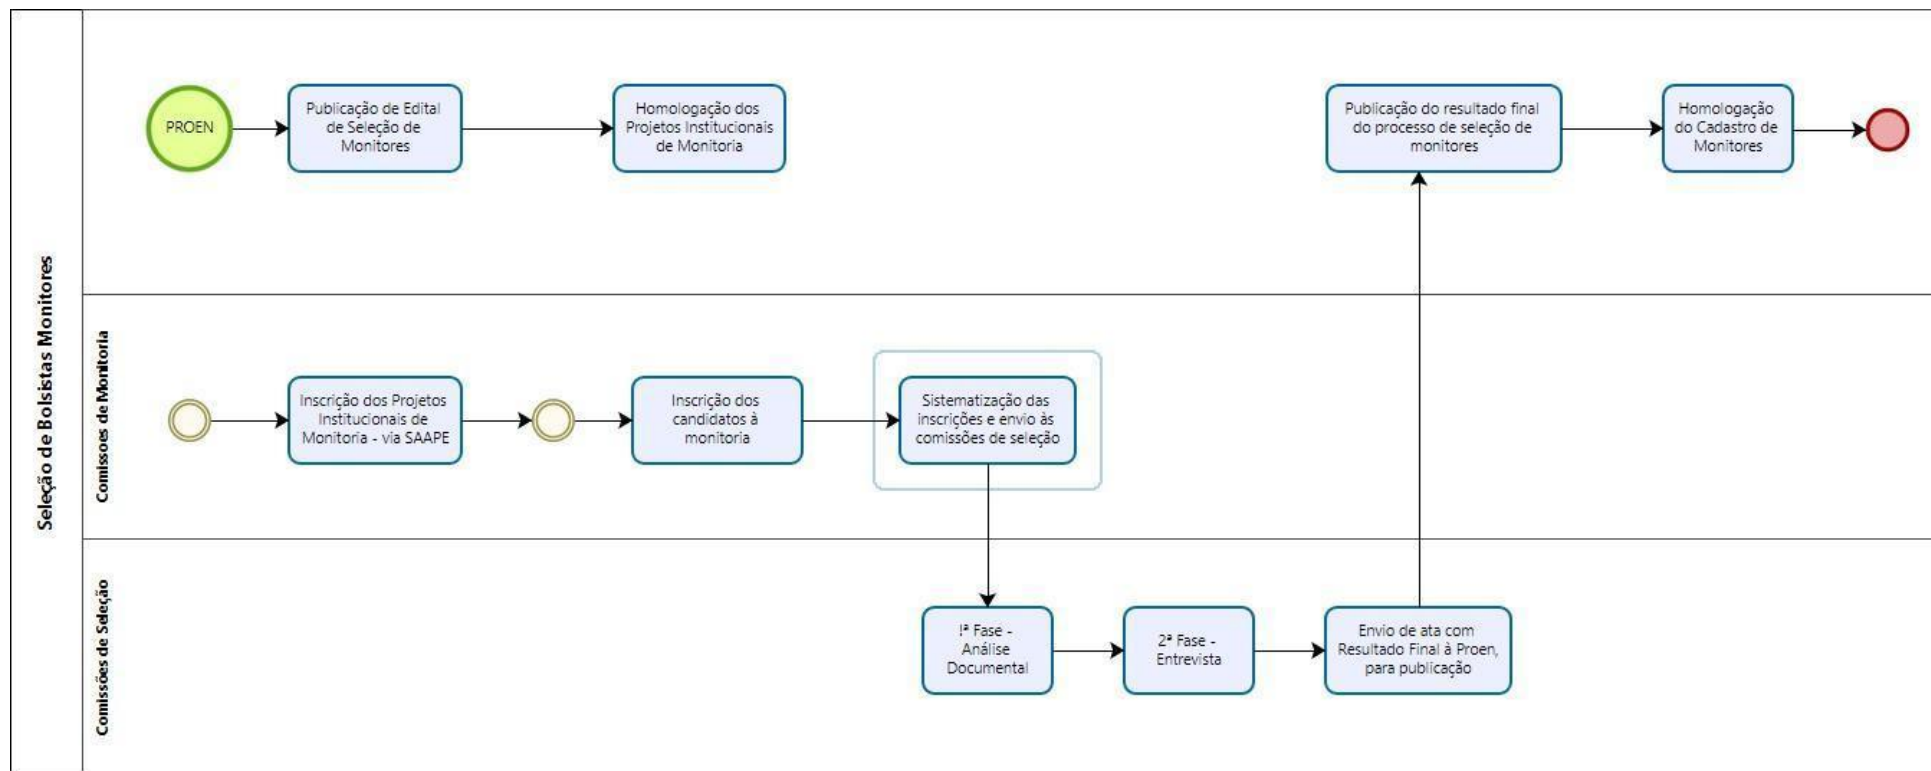 Seleção de Bolsistas Monitores
PROEN
Publicação de Edital
de Seleção de
Monitores
Homologação dos
Projetos Institucionais
de Monitoria
Publicação do resultado final
do processo de seleção de
monitores
Homologação
do Cadastro de
Monitores
Comissoes de Monitoria
Inscrição dos Projetos
Institucionais de
Monitoria - via SAAPE
Inscrição dos
candidatos à
monitoria
Sistematização das
inscrições e envio às
comissões de seleção
Comissões de Seleção
!ª Fase -
Análise
Documental
2ª Fase -
Entrevista
Envio de ata com
Resultado Final à Proen,
para publicação